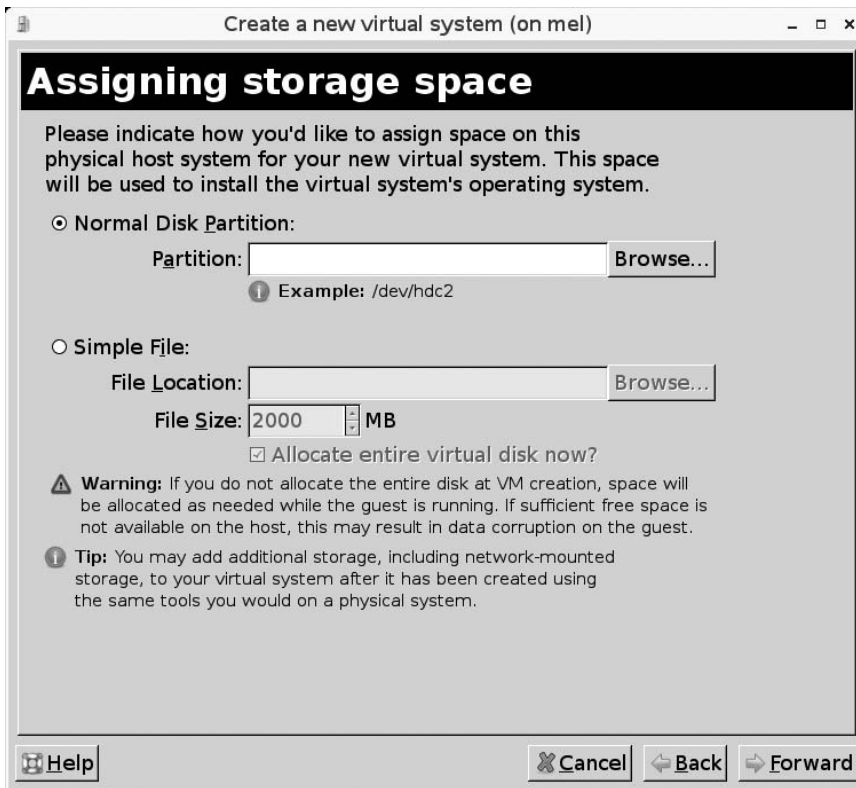 Create a new virtual system (on mel)
Assigning storage space
Please indicate how you'd like to assign space on this
physical host system for your new virtual system. This space
will be used to install the virtual system's operating system.
Normal Disk Partition:
Partition: Browse...
Example: /dev/hdc2
Simple File:
File Location: Browse...
File Size: 2000 MB
Allocate entire virtual disk now?
Warning: If you do not allocate the entire disk at VM creation, space will
be allocated as needed while the guest is running. If sufficient free space is
not available on the host, this may result in data corruption on the guest.
Tip: You may add additional storage, including network-mounted
storage, to your virtual system after it has been created using
the same tools you would on a physical system.
Help Cancel Back Forward